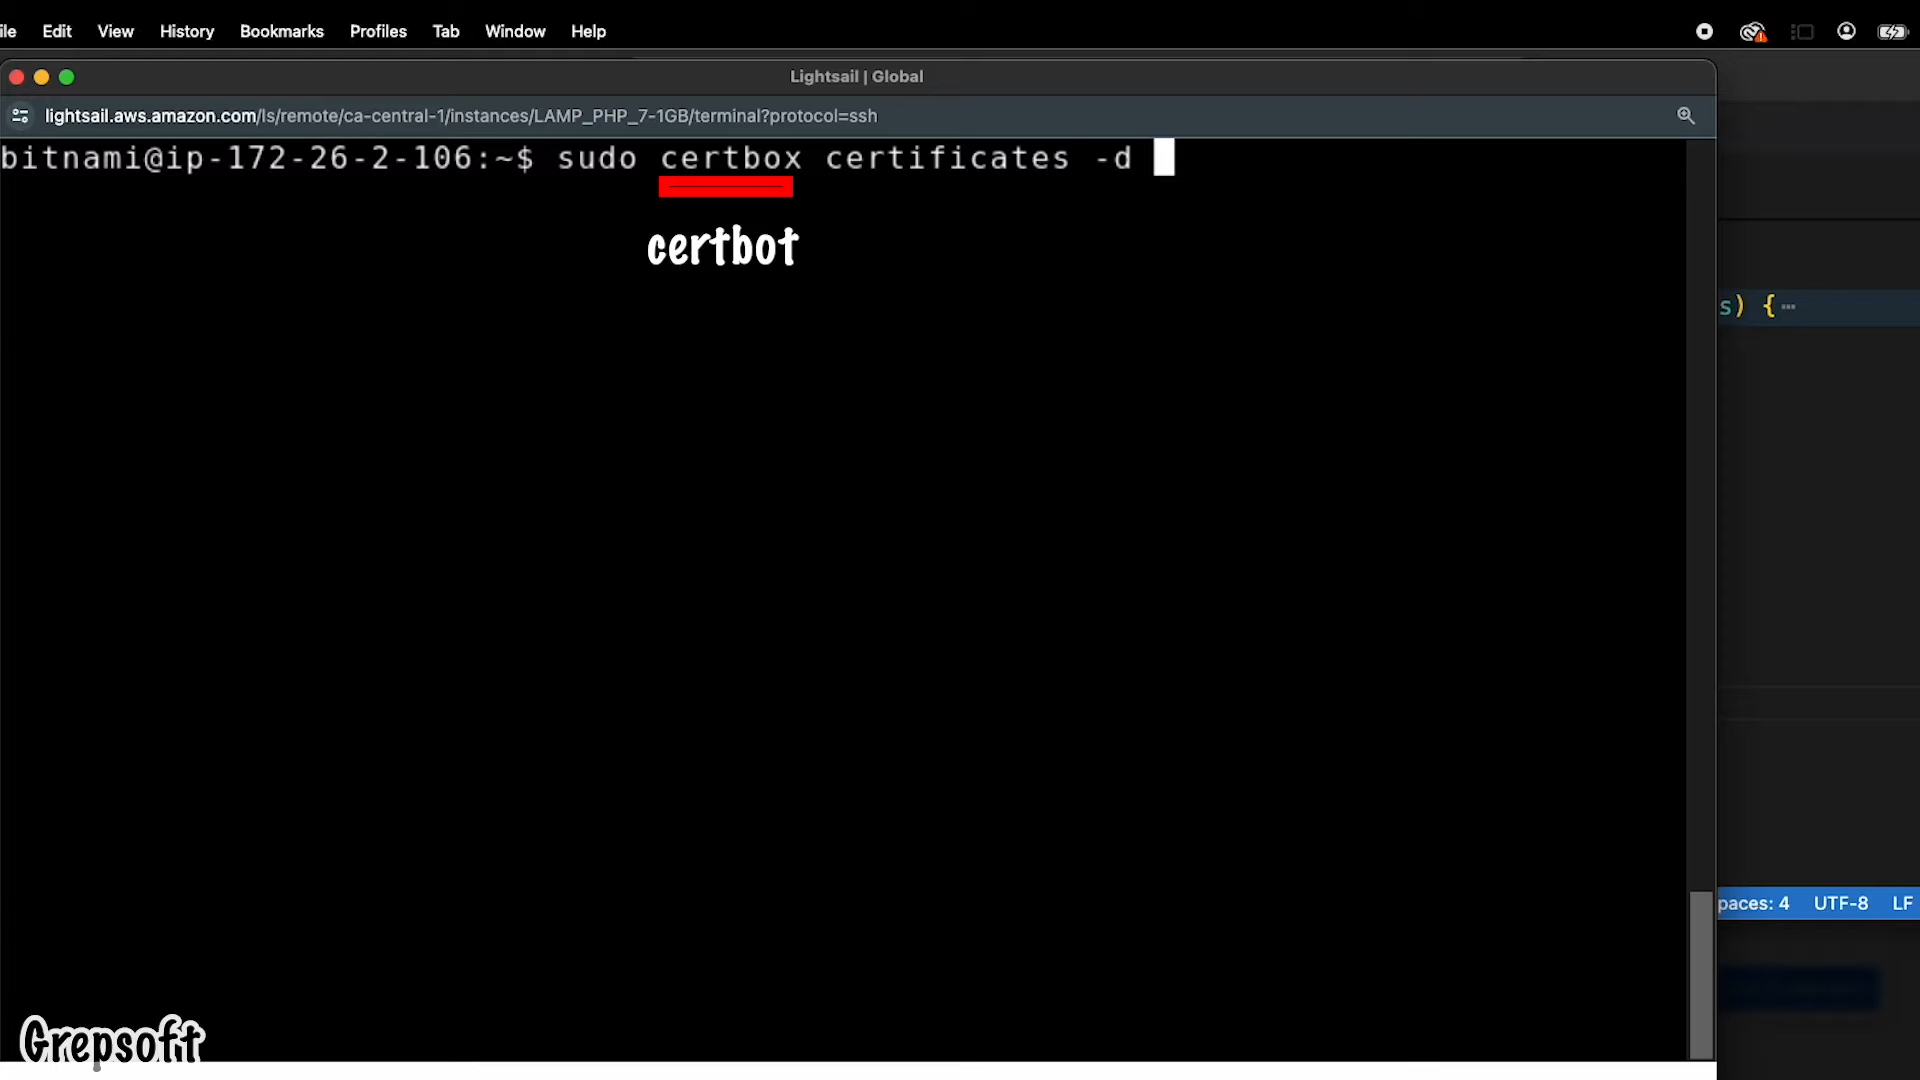 ile Edit View History Bookmarks Profiles Tab Window Help
Lightsail | Global
lightsail.aws.amazon.com/ls/remote/ca-central-1/instances/LAMP_PHP_7-1GB/terminal?protocol=ssh
bitnami@ip-172-26-2-106:~$ sudo certbox certificates -d
certbot
s) {⋯
paces: 4 UTF-8 LF
Grepsoft